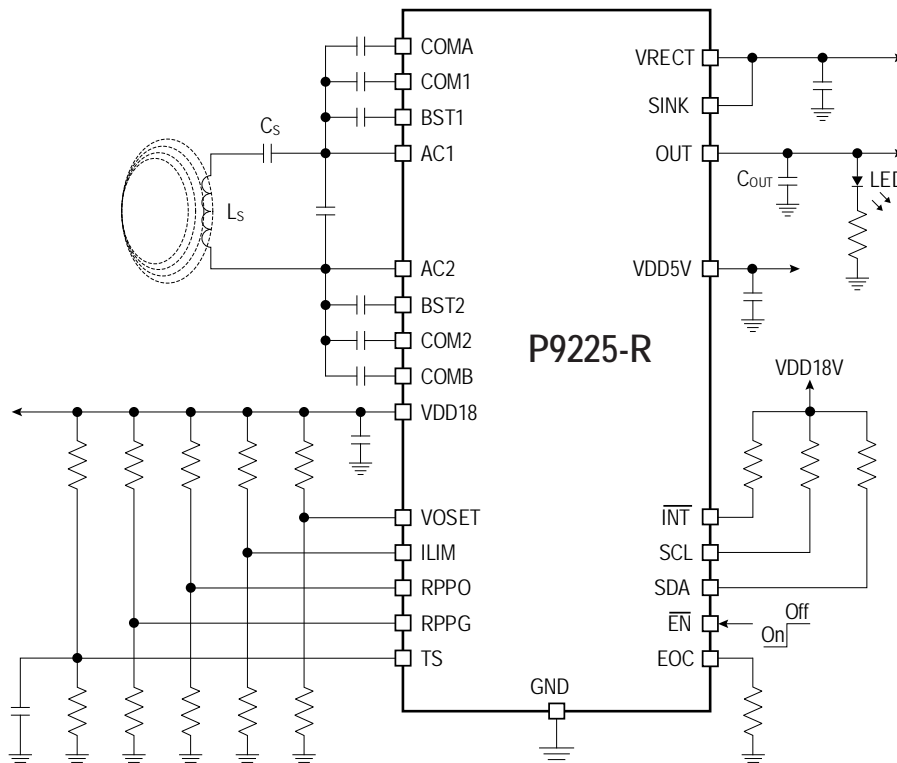 COMA
COM1
BST1
AC1
CS
LS
AC2
BST2
COM2
COMB
VDD18
VOSET
ILIM
RPPO
RPPG
TS
P9225-R
GND
VRECT
SINK
OUT
COUT
LED
VDD5V
VDD18V
INT
SCL
SDA
EN
Off
On
EOC